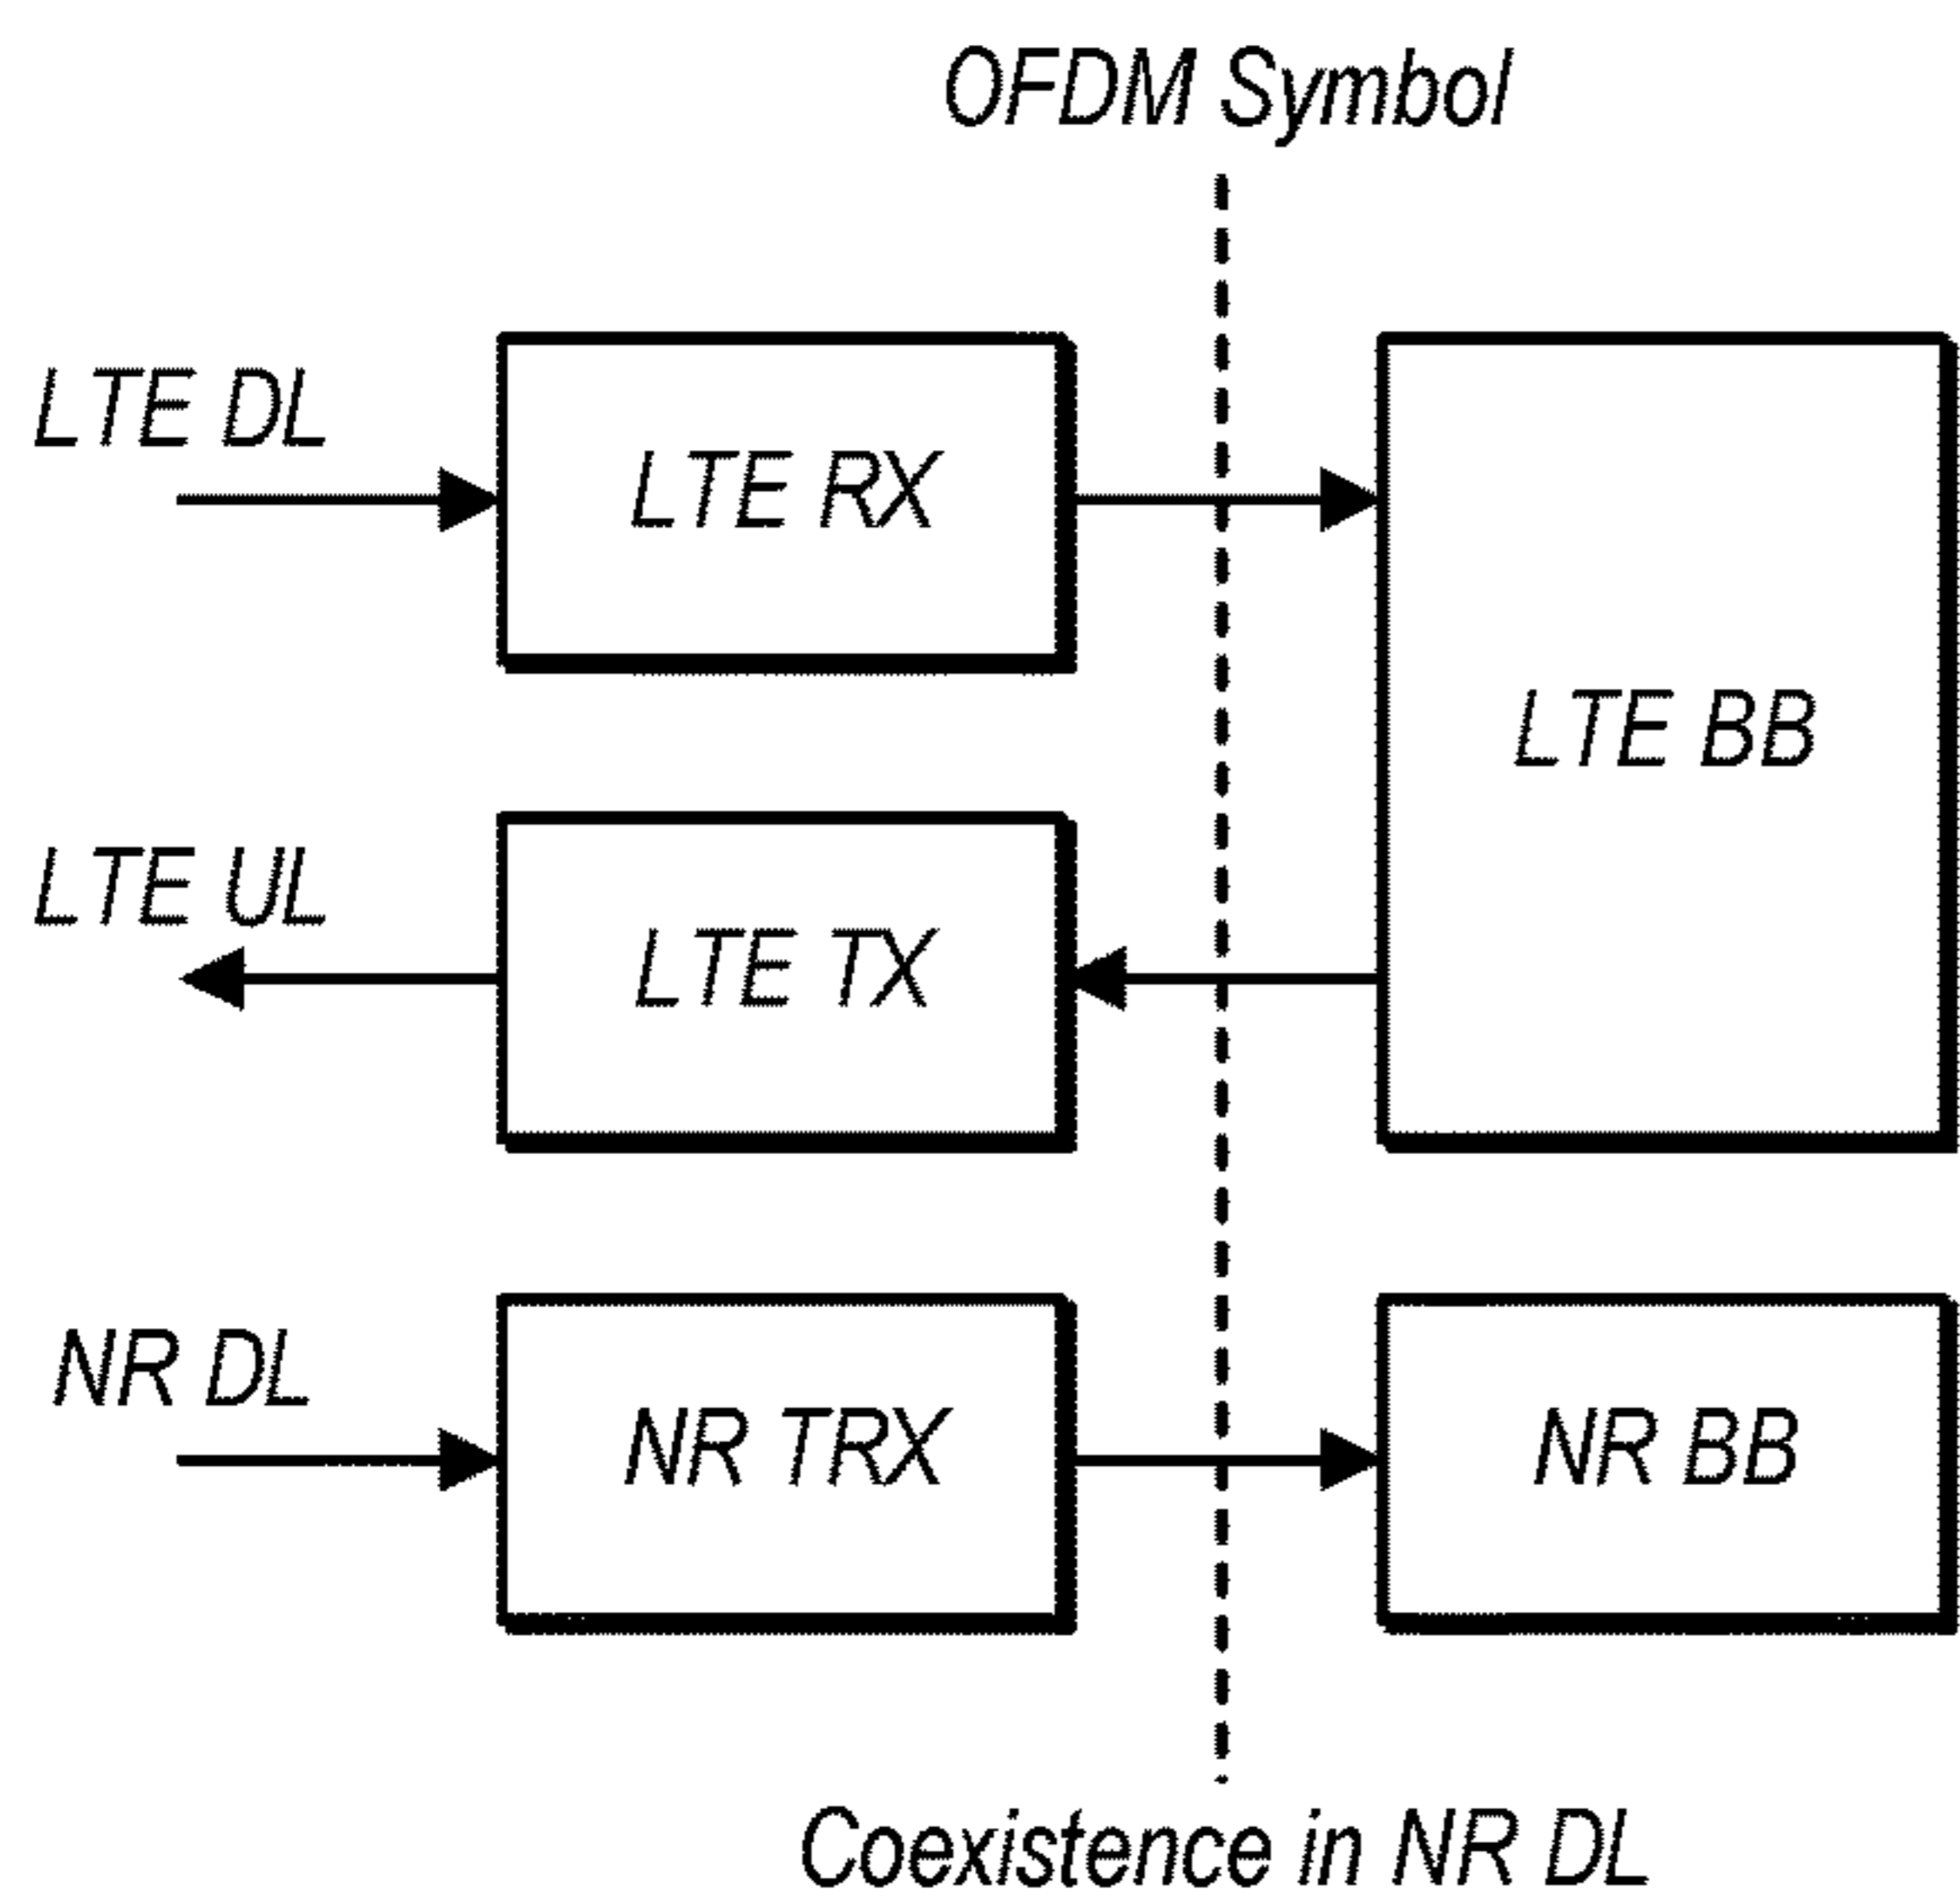 OFDM Symbol
LTE DL
LTE RX
LTE BB
LTE UL
LTE TX
NR DL
NR TRX
NR BB
Coexistence in NR DL